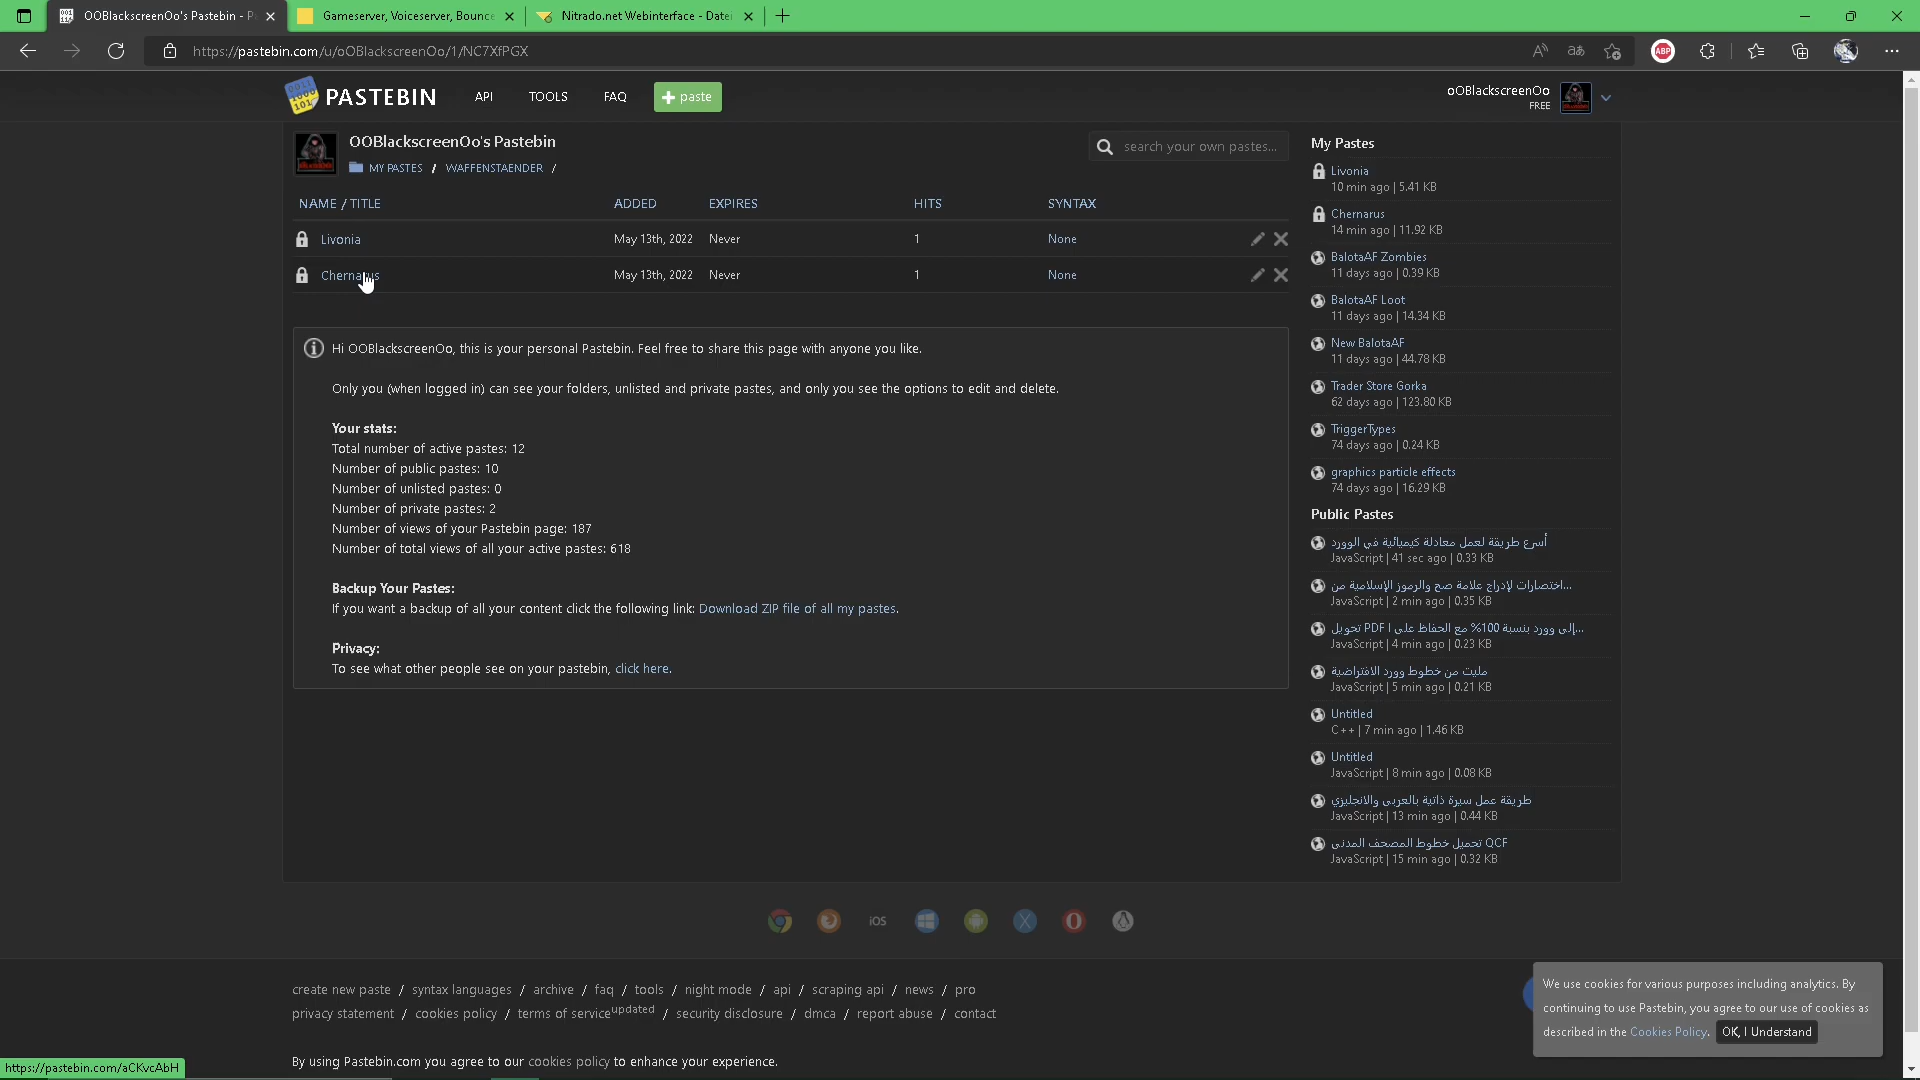 OOBlackscreenOo's Pastebin - P
Gameserver, Voiceserver, Bounce
Nitrado.net Webinterface - Datei
https://pastebin.com/u/oOBlackscreenOo/1/NC7XfPGX
PASTEBIN
API
TOOLS
FAQ
paste
oOBlackscreenOo
FREE
OOBlackscreenOo's Pastebin
MY PASTES / WAFFENSTAENDER /
search your own pastes...
NAME / TITLE ADDED EXPIRES HITS SYNTAX
Livonia May 13th, 2022 Never 1 None
Chernarus May 13th, 2022 Never 1 None
Hi OOBlackscreenOo, this is your personal Pastebin. Feel free to share this page with anyone you like.
Only you (when logged in) can see your folders, unlisted and private pastes, and only you see the options to edit and delete.
Your stats:
Total number of active pastes: 12
Number of public pastes: 10
Number of unlisted pastes: 0
Number of private pastes: 2
Number of views of your Pastebin page: 187
Number of total views of all your active pastes: 618
Backup Your Pastes:
If you want a backup of all your content click the following link: Download ZIP file of all my pastes.
Privacy:
To see what other people see on your pastebin, click here.
My Pastes
Livonia
10 min ago | 5.41 KB
Chernarus
14 min ago | 11.92 KB
BalotaAF Zombies
11 days ago | 0.39 KB
BalotaAF Loot
11 days ago | 14.34 KB
New BalotaAF
11 days ago | 44.78 KB
Trader Store Gorka
62 days ago | 123.80 KB
TriggerTypes
74 days ago | 0.24 KB
graphics particle effects
74 days ago | 16.29 KB
Public Pastes
أسرع طريقة لعمل معادلة كيميائية في الوورد
JavaScript | 41 sec ago | 0.33 KB
اختصارات لإدراج علامة صح والرموز الإسلامية من...
JavaScript | 2 min ago | 0.35 KB
تحويل PDF إلى وورد بنسبة 100% مع الحفاظ على ا...
JavaScript | 4 min ago | 0.23 KB
مليت من خطوط وورد الافتراضية
JavaScript | 5 min ago | 0.21 KB
Untitled
C++ | 7 min ago | 1.46 KB
Untitled
JavaScript | 8 min ago | 0.08 KB
طريقة عمل سيرة ذاتية بالعربى والانجليزي
JavaScript | 13 min ago | 0.44 KB
تحميل خطوط المصحف المدنى QCF
JavaScript | 15 min ago | 0.32 KB
iOS
create new paste / syntax languages / archive / faq / tools / night mode / api / scraping api / news / pro
privacy statement / cookies policy / terms of service updated / security disclosure / dmca / report abuse / contact
By using Pastebin.com you agree to our cookies policy to enhance your experience.
We use cookies for various purposes including analytics. By
continuing to use Pastebin, you agree to our use of cookies as
described in the Cookies Policy. OK, I Understand
https://pastebin.com/aCKvcAbH